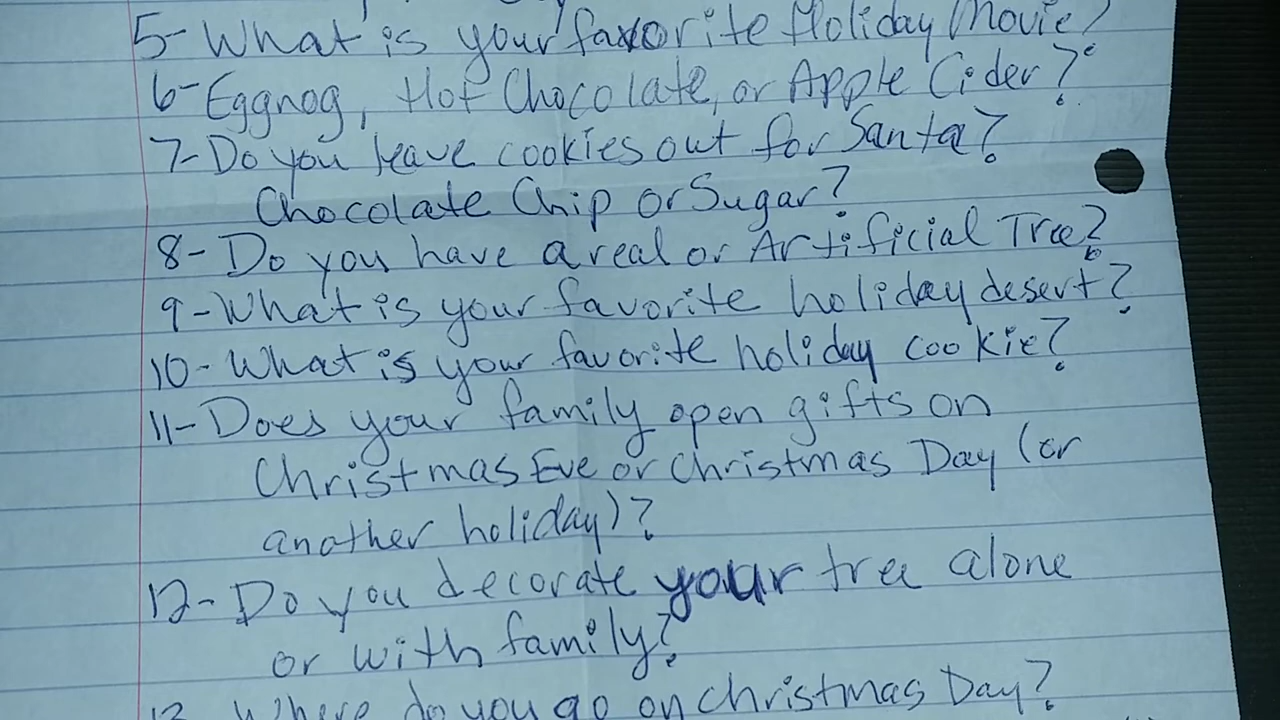 5- What is your favorite Holiday Movie?
6- Eggnog, Hot Chocolate, or Apple Cider?
7- Do you leave cookies out for Santa?
Chocolate Chip or Sugar?
8- Do you have a real or Artificial Tree?
9- What is your favorite holiday desert?
10- What is your favorite holiday cookie?
11- Does your family open gifts on
Christmas Eve or Christmas Day (or
another holiday)?
12- Do you decorate your tree alone
or with family?
13 Where do you go on Christmas Day?